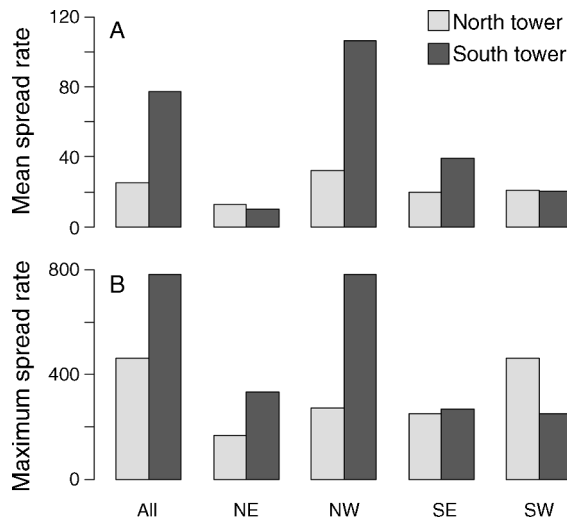 A
North tower
South tower
Mean spread rate
120
80
40
0
B
Maximum spread rate
800
400
0
All NE NW SE SW